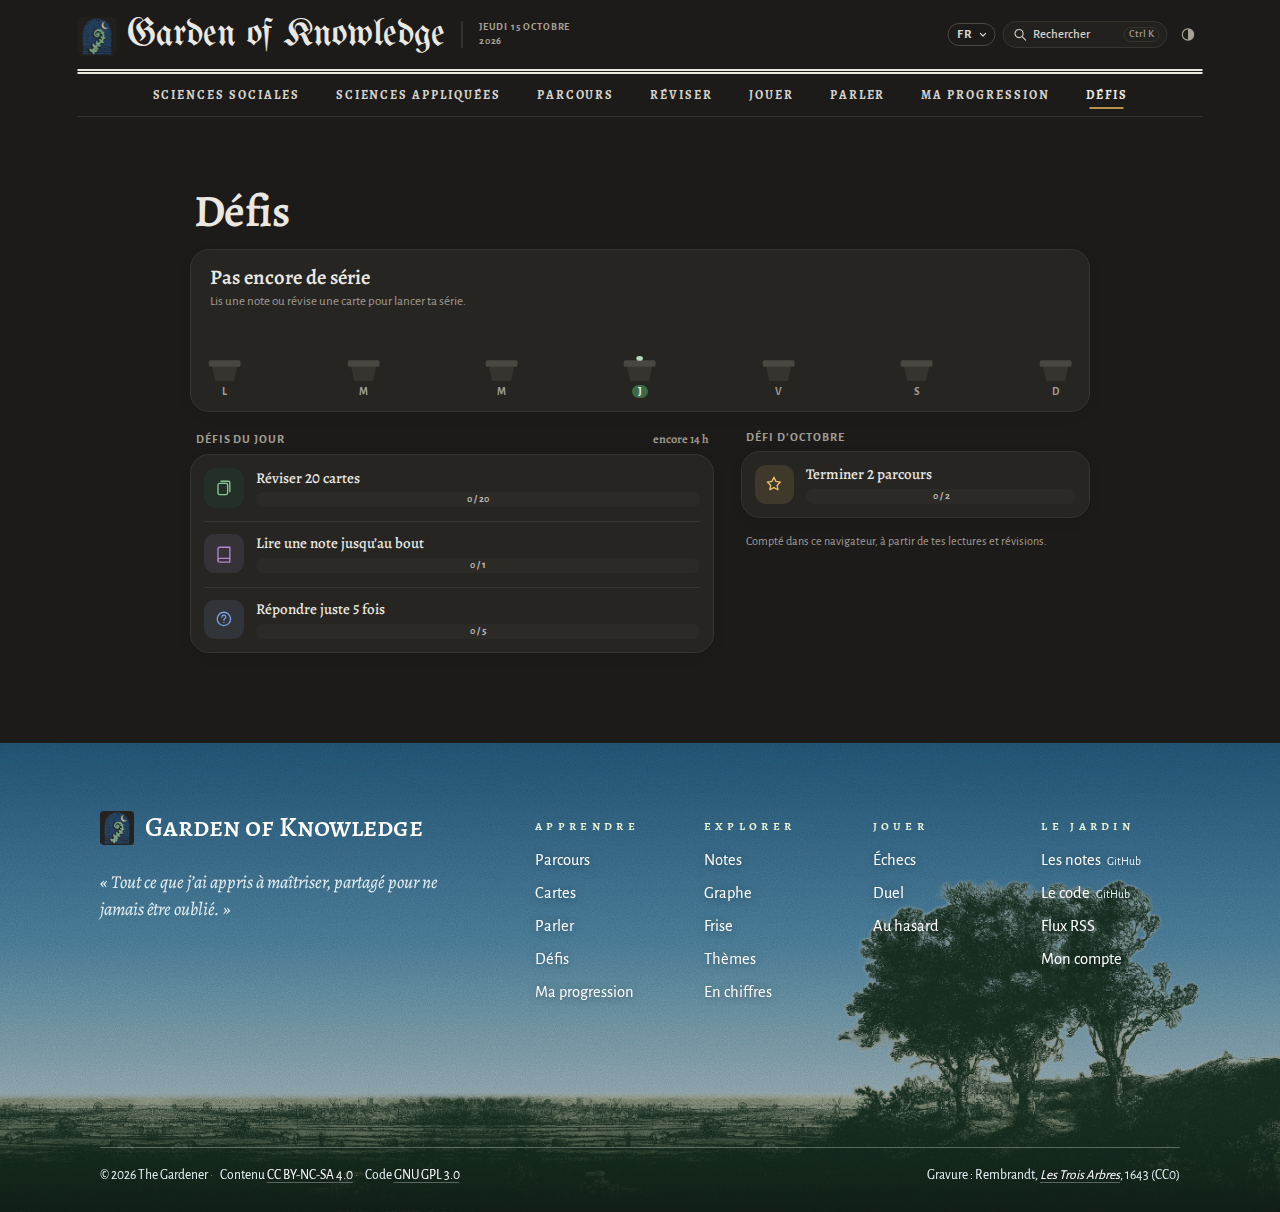 Garden of Knowledge
JEUDI 15 OCTOBRE
2026
FR
Rechercher
Ctrl K
SCIENCES SOCIALES
SCIENCES APPLIQUÉES
PARCOURS
RÉVISER
JOUER
PARLER
MA PROGRESSION
DÉFIS
Défis
Pas encore de série
Lis une note ou révise une carte pour lancer ta série.
L
M
M
J
V
S
D
DÉFIS DU JOUR
encore 14 h
Réviser 20 cartes
0 / 20
Lire une note jusqu'au bout
0 / 1
Répondre juste 5 fois
0 / 5
DÉFI D'OCTOBRE
Terminer 2 parcours
0 / 2
Compté dans ce navigateur, à partir de tes lectures et révisions.
Garden of Knowledge
« Tout ce que j'ai appris à maîtriser, partagé pour ne
jamais être oublié. »
APPRENDRE
Parcours
Cartes
Parler
Défis
Ma progression
EXPLORER
Notes
Graphe
Frise
Thèmes
En chiffres
JOUER
Échecs
Duel
Au hasard
LE JARDIN
Les notes GitHub
Le code GitHub
Flux RSS
Mon compte
© 2026 The Gardener · Contenu CC BY-NC-SA 4.0 · Code GNU GPL 3.0
Gravure : Rembrandt, Les Trois Arbres, 1643 (CC0)